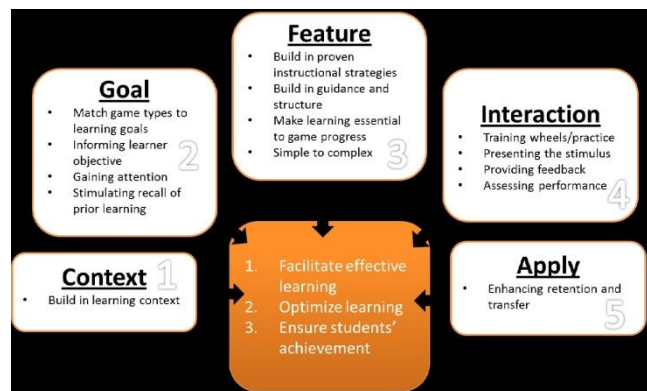 Context
1
• Build in learning context
Goal
• Match game types to
learning goals
• Informing learner
objective
• Gaining attention
• Stimulating recall of
prior learning
2
Feature
• Build in proven
instructional strategies
• Build in guidance and
structure
• Make learning essential
to game progress
• Simple to complex
3
Interaction
• Training wheels/practice
• Presenting the stimulus
• Providing feedback
• Assessing performance
4
Apply
• Enhancing retention and
transfer
5
1. Facilitate effective
learning
2. Optimize learning
3. Ensure students'
achievement